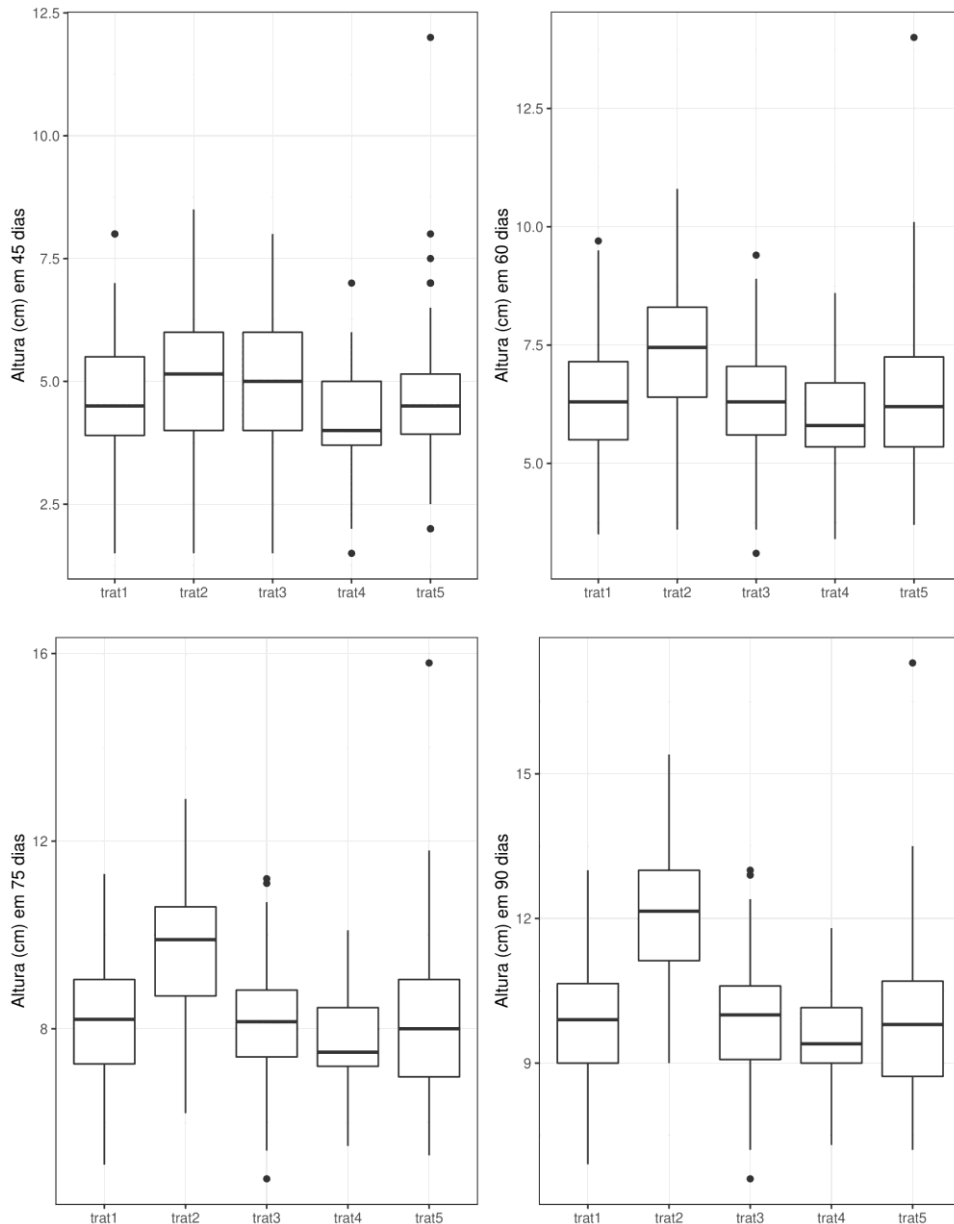 Altura (cm) em 45 dias
12.5
10.0
7.5
5.0
2.5
trat1 trat2 trat3 trat4 trat5
Altura (cm) em 60 dias
12.5
10.0
7.5
5.0
trat1 trat2 trat3 trat4 trat5
Altura (cm) em 75 dias
16
12
8
trat1 trat2 trat3 trat4 trat5
Altura (cm) em 90 dias
15
12
9
trat1 trat2 trat3 trat4 trat5